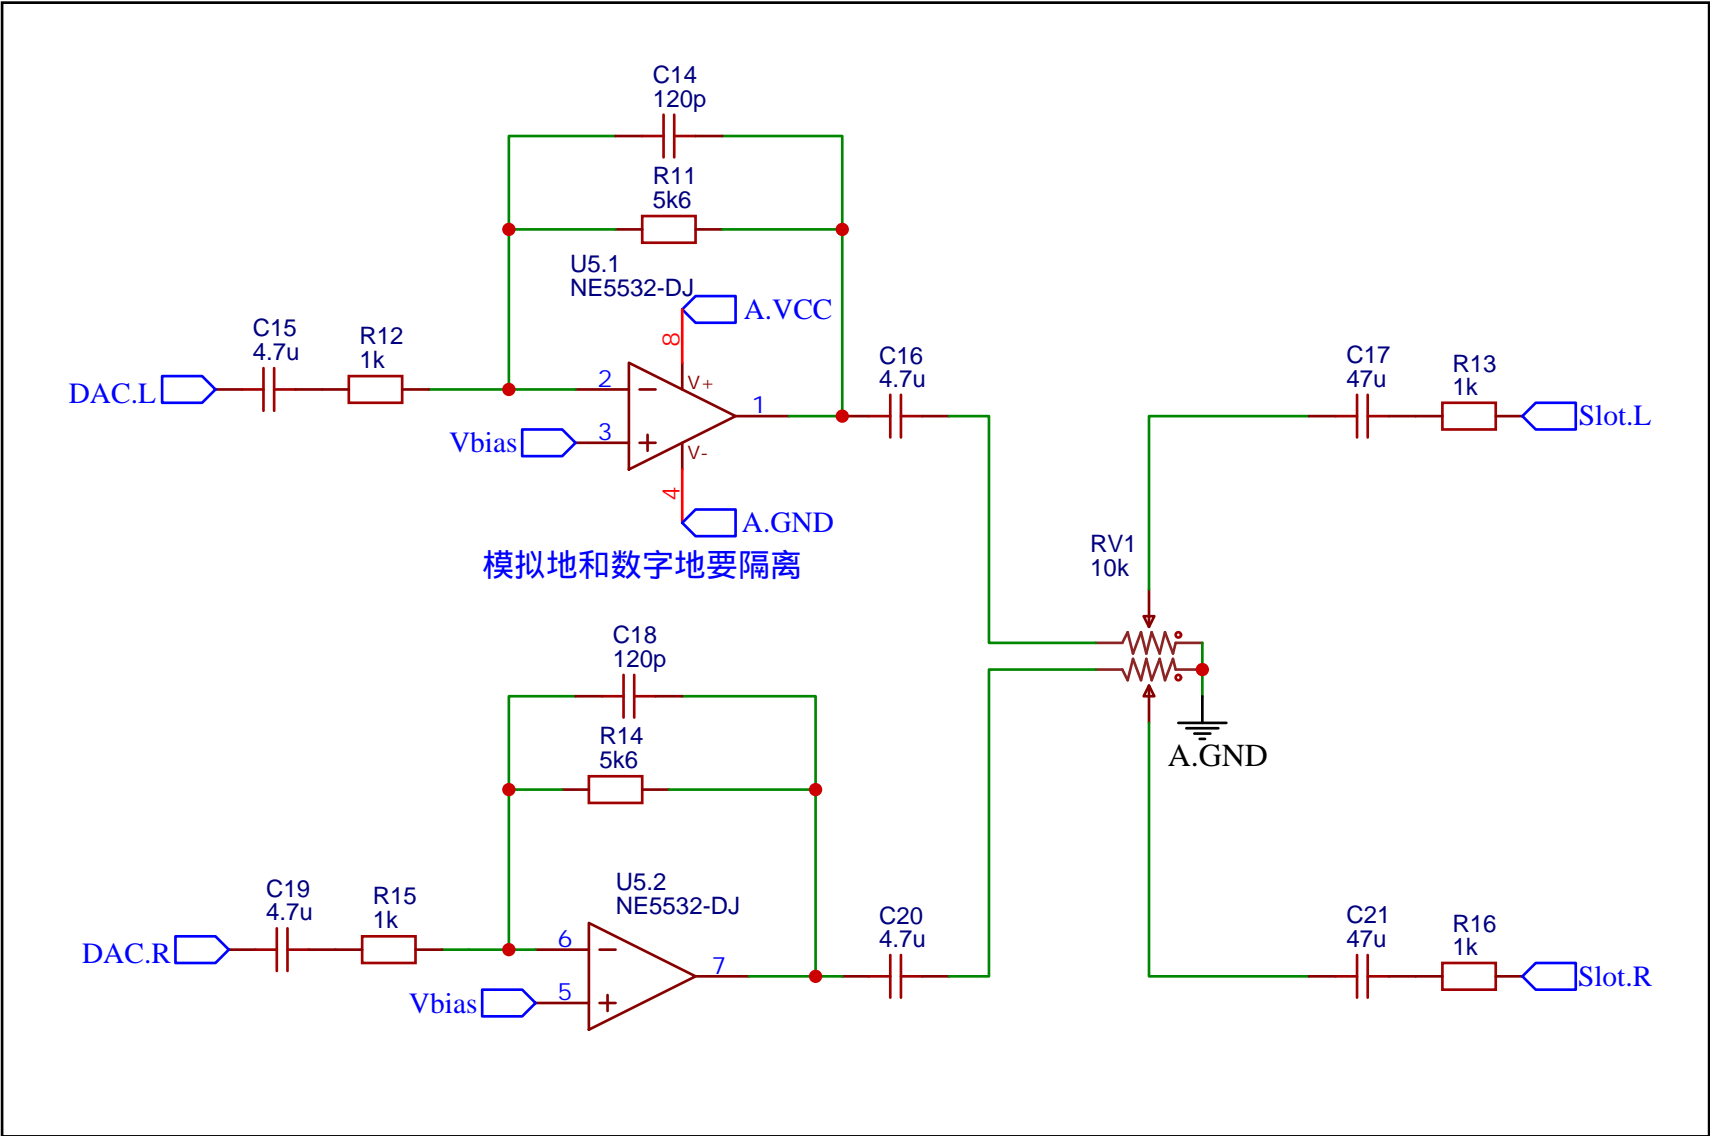 C14
120p
R11
5k6
U5.1
NE5532-DJ
A.VCC
8
V+
C15
4.7u
R12
1k
DAC.L
2
1
C16
4.7u
C17
47u
R13
1k
Slot.L
Vbias
3
V-
4
A.GND
模拟地和数字地要隔离
RV1
10k
C18
120p
R14
5k6
A.GND
U5.2
NE5532-DJ
C19
4.7u
R15
1k
DAC.R
6
7
C20
4.7u
C21
47u
R16
1k
Slot.R
Vbias
5